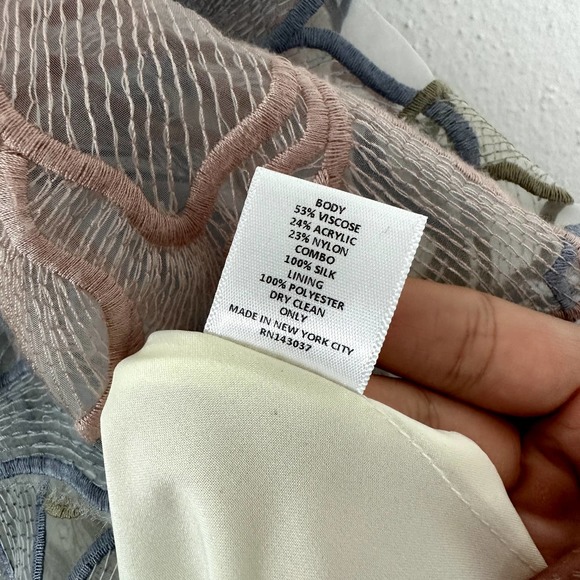 BODY
53% VISCOSE
24% ACRYLIC
23% NYLON
COMBO
100% SILK
LINING
100% POLYESTER
DRY CLEAN
ONLY
MADE IN NEW YORK CITY
RN143037